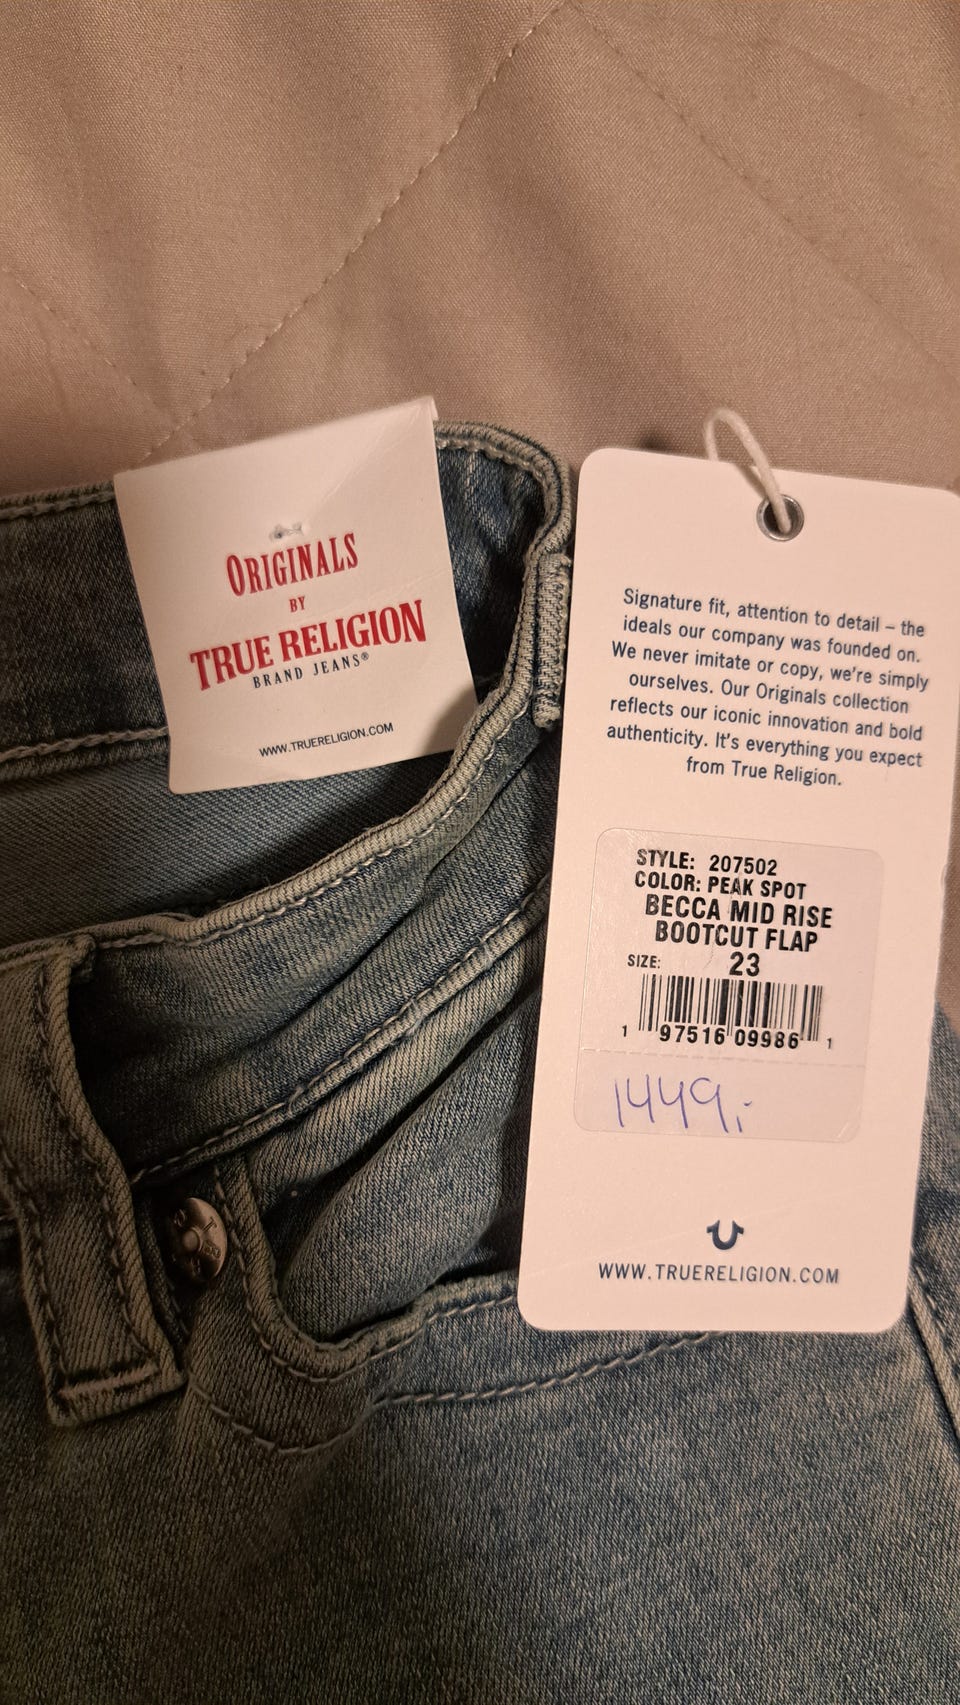 ORIGINALS
BY
TRUE RELIGION
BRAND JEANS®
WWW.TRUERELIGION.COM
Signature fit, attention to detail – the
ideals our company was founded on.
We never imitate or copy, we're simply
ourselves. Our Originals collection
reflects our iconic innovation and bold
authenticity. It's everything you expect
from True Religion.
STYLE: 207502
COLOR: PEAK SPOT
BECCA MID RISE
BOOTCUT FLAP
SIZE: 23
1 97516 09986 1
1449,-
WWW.TRUERELIGION.COM